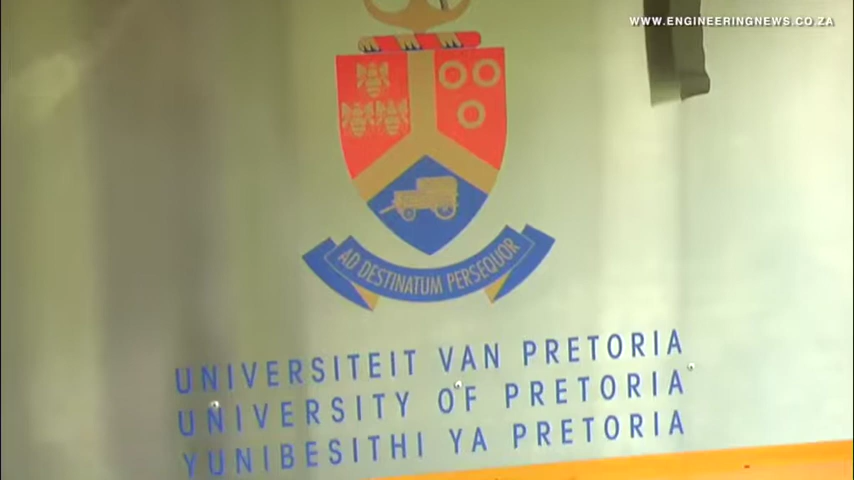 WWW.ENGINEERINGNEWS.CO.ZA
AD DESTINATUM PERSEQUOR
UNIVERSITEIT VAN PRETORIA
UNIVERSITY OF PRETORIA
YUNIBESITHI YA PRETORIA